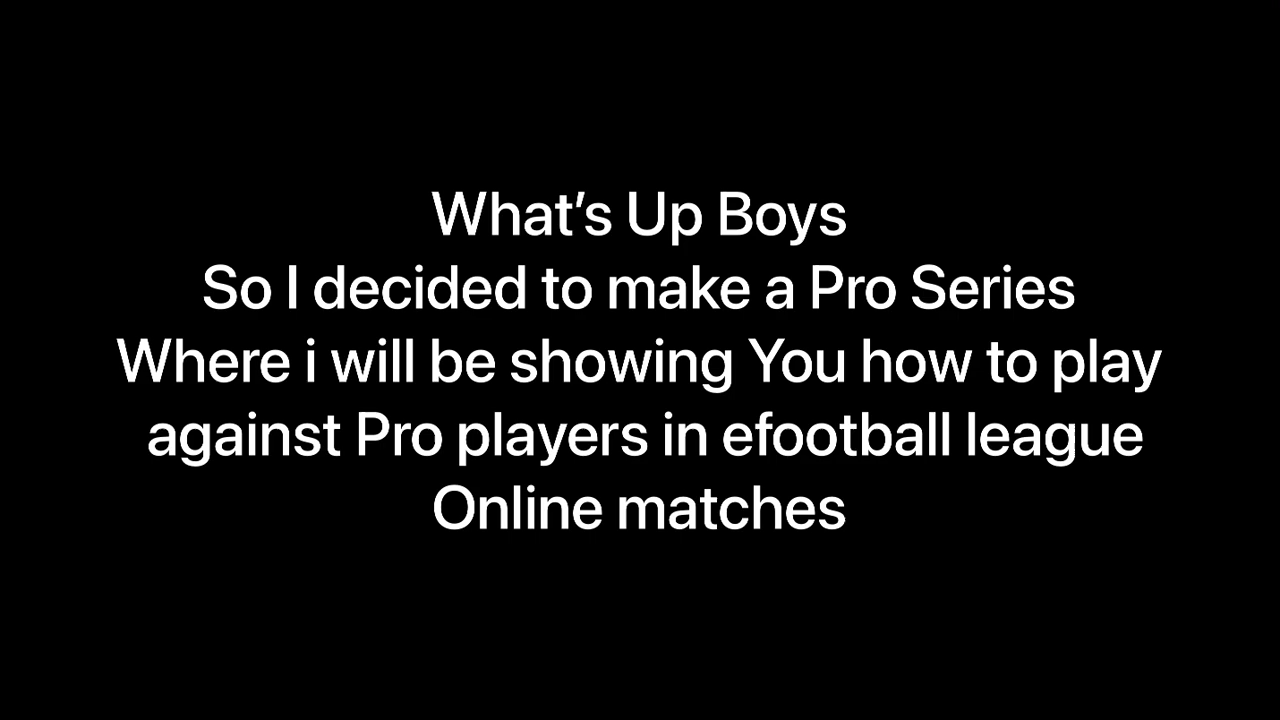 What’s Up Boys
So I decided to make a Pro Series
Where i will be showing You how to play
against Pro players in efootball league
Online matches